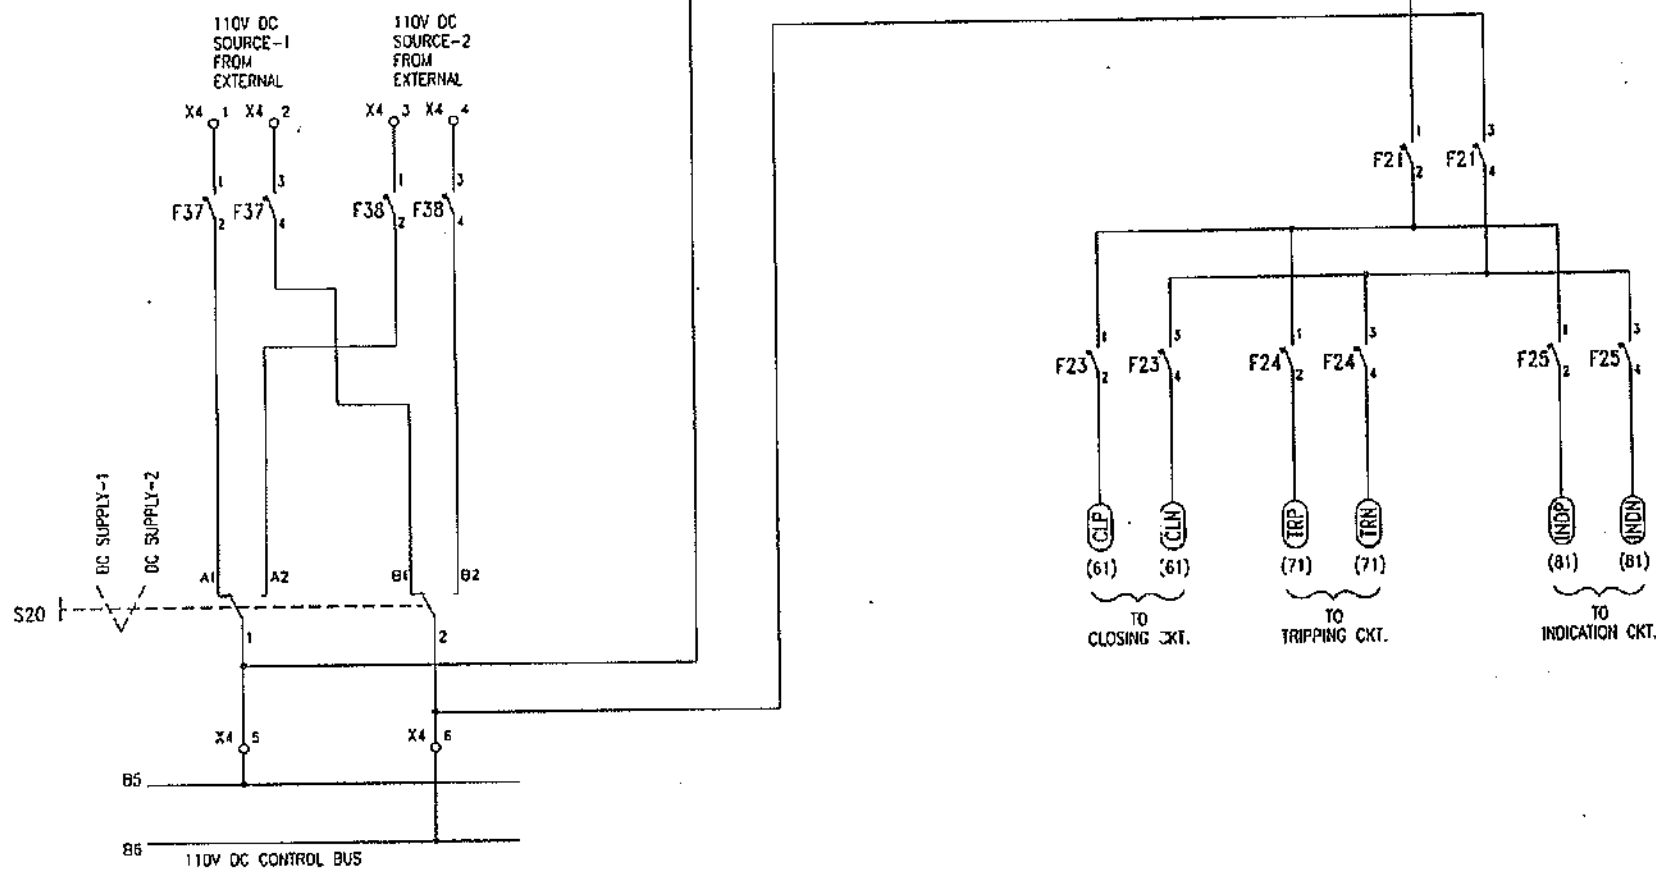 110V DC
SOURCE-1
FROM
EXTERNAL
110V DC
SOURCE-2
FROM
EXTERNAL
X4 1 X4 2 X4 3 X4 4
1 3 1 3
F37 F37 F38 F38
2 4 2 4
1 3
F21 F21
2 4
1 3 1 3 1 3
F23 F23 F24 F24 F25 F25
2 4 2 4 2 4
DC SUPPLY-1
DC SUPPLY-2
CLP CLN TRP TRN INDP INDN
(61) (61) (71) (71) (81) (81)
A1 A2 B1 B2
S20
1 2
TO
CLOSING CKT.
TO
TRIPPING CKT.
TO
INDICATION CKT.
X4 5 X4 6
B5
B6
110V DC CONTROL BUS